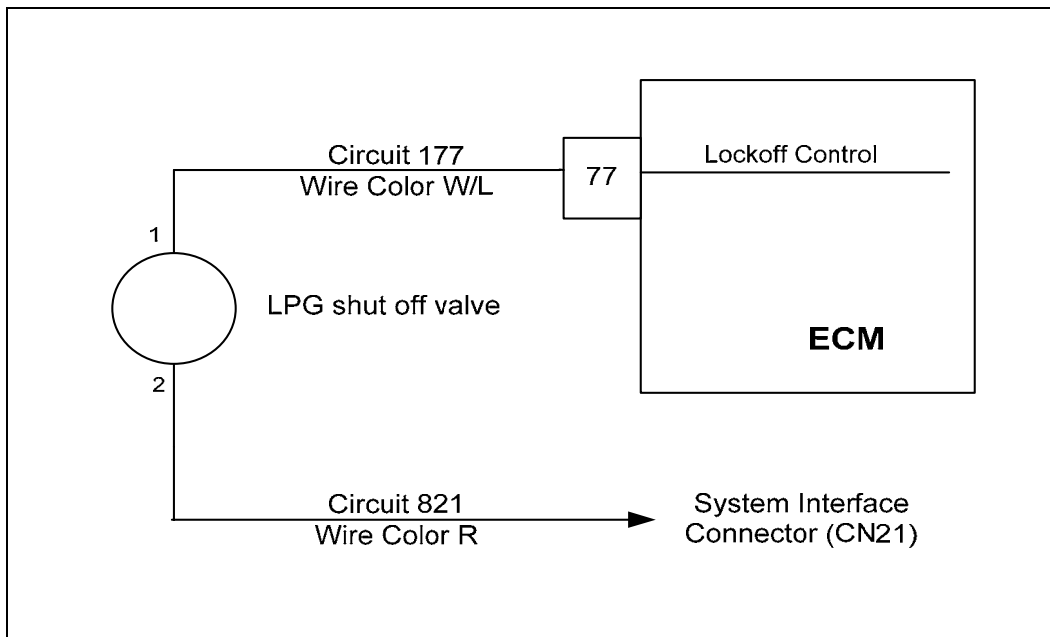 Circuit 177
Wire Color W/L
77
Lockoff Control
1
LPG shut off valve
ECM
2
Circuit 821
Wire Color R
System Interface
Connector (CN21)